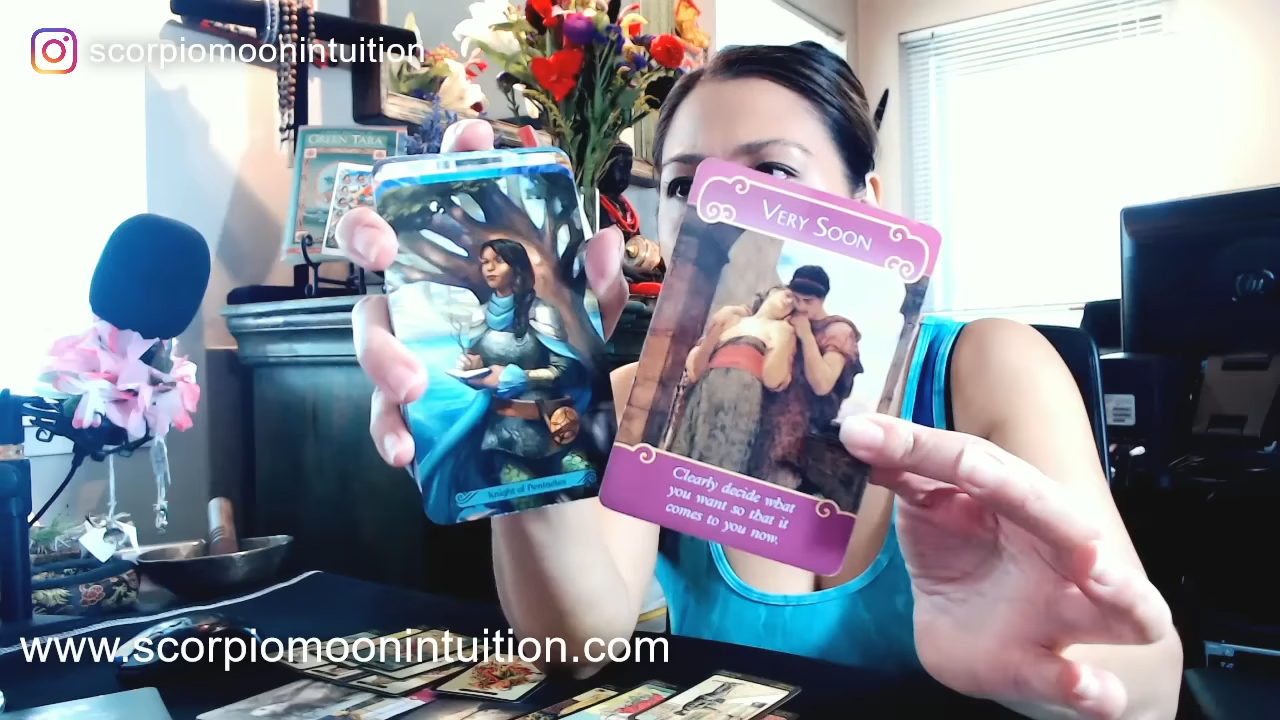 scorpiomoonintuition
GREEN TARA
VERY SOON
Clearly decide what
you want so that it
comes to you now.
Knight of Pentacles
www.scorpiomoonintuition.com